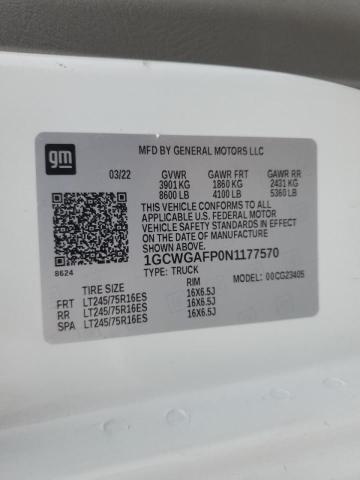 gm
MFD BY GENERAL MOTORS LLC
03/22 GVWR GAWR FRT GAWR RR
3901 KG 1860 KG 2431 KG
8600 LB 4100 LB 5360 LB
THIS VEHICLE CONFORMS TO ALL
APPLICABLE U.S. FEDERAL MOTOR
VEHICLE SAFETY STANDARDS IN
EFFECT ON THE DATE OF
MANUFACTURE SHOWN ABOVE.
8624
1GCWGAFP0N1177570
TYPE: TRUCK 00CG23405
TIRE SIZE RIM
FRT LT245/75R16ES 16X6.5J
RR LT245/75R16ES 16X6.5J
SPA LT245/75R16ES 16X6.5J